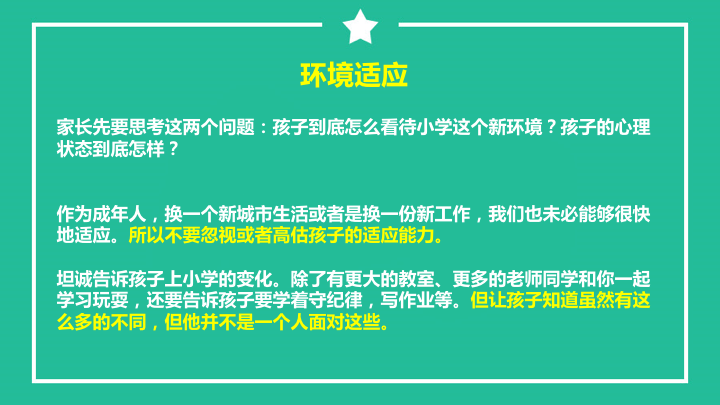 环境适应
家长先要思考这两个问题：孩子到底怎么看待小学这个新环境？孩子的心理
状态到底怎样？
作为成年人，换一个新城市生活或者是换一份新工作，我们也未必能够很快
地适应。所以不要忽视或者高估孩子的适应能力。
坦诚告诉孩子上小学的变化。除了有更大的教室、更多的老师同学和你一起
学习玩耍，还要告诉孩子要学着守纪律，写作业等。但让孩子知道虽然有这
么多的不同，但他并不是一个人面对这些。